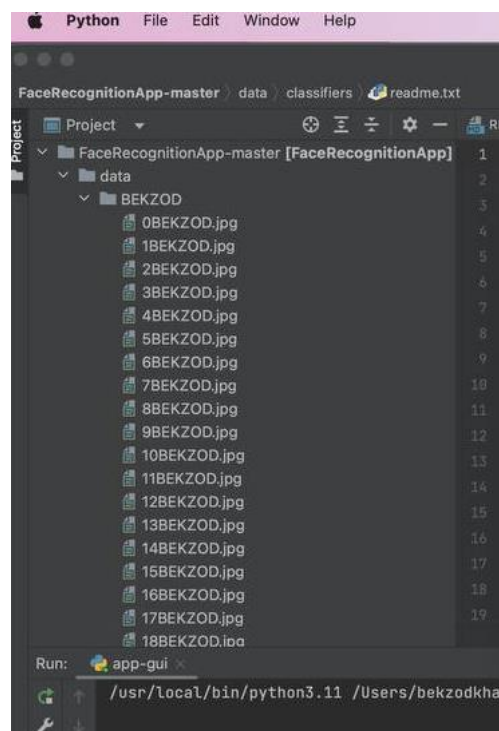 Python File Edit Window Help
FaceRecognitionApp-master data classifiers readme.txt
Project
Project
FaceRecognitionApp-master [FaceRecognitionApp]
data
BEKZOD
0BEKZOD.jpg
1BEKZOD.jpg
2BEKZOD.jpg
3BEKZOD.jpg
4BEKZOD.jpg
5BEKZOD.jpg
6BEKZOD.jpg
7BEKZOD.jpg
8BEKZOD.jpg
9BEKZOD.jpg
10BEKZOD.jpg
11BEKZOD.jpg
12BEKZOD.jpg
13BEKZOD.jpg
14BEKZOD.jpg
15BEKZOD.jpg
16BEKZOD.jpg
17BEKZOD.jpg
18BEKZOD.jpg
1
2
3
4
5
6
7
8
9
10
11
12
13
14
15
16
17
18
19
Run: app-gui
/usr/local/bin/python3.11 /Users/bekzodkha